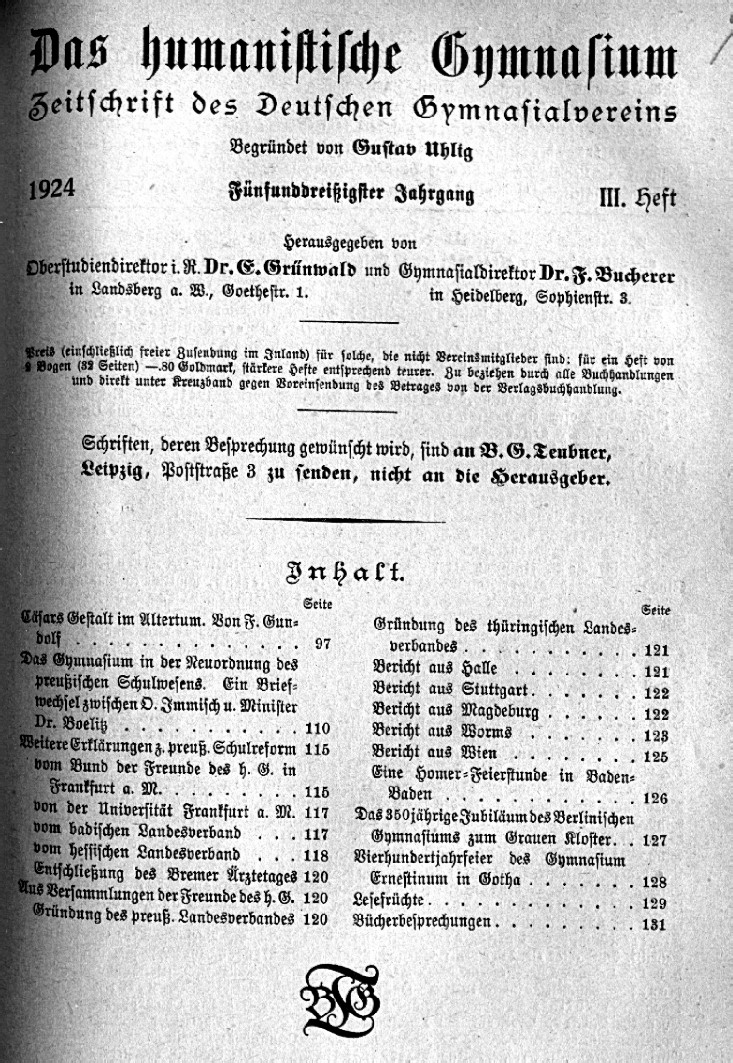 Das humanistische Gymnasium
Zeitschrift des Deutschen Gymnasialvereins
Begründet von Gustav Uhlig
1924 Fünfunddreißigster Jahrgang III. Heft
Herausgegeben von
Oberstudiendirektor i. R. Dr. E. Grünwald und Gymnasialdirektor Dr. F. Bucherer
in Landsberg a. W., Goethestr. 1. in Heidelberg, Sophienstr. 3.
Preis (einschließlich freier Zusendung im Inland) für solche, die nicht Vereinsmitglieder sind: für ein Heft von
2 Bogen (32 Seiten) —.80 Goldmark, stärkere Hefte entsprechend teurer. Zu beziehen durch alle Buchhandlungen
und direkt unter Kreuzband gegen Voreinsendung des Betrages von der Verlagsbuchhandlung.
Schriften, deren Besprechung gewünscht wird, sind an B. G. Teubner,
Leipzig, Poststraße 3 zu senden, nicht an die Herausgeber.
Inhalt.
Seite
Cäsars Gestalt im Altertum. Von F. Gun-
dolf . . . . . . . . . . . . . . 97
Das Gymnasium in der Neuordnung des
preußischen Schulwesens. Ein Brief-
wechsel zwischen O. Immisch u. Minister
Dr. Boelitz . . . . . . . . . . . 110
Weitere Erklärungen z. preuß. Schulreform 115
vom Bund der Freunde des h. G. in
Frankfurt a. M. . . . . . . . . 115
von der Universität Frankfurt a. M. 117
vom badischen Landesverband . . . 117
vom hessischen Landesverband . . . 118
Entschließung des Bremer Ärztetages 120
Aus Versammlungen der Freunde des h. G. 120
Gründung des preuß. Landesverbandes 120
Seite
Gründung des thüringischen Landes-
verbandes . . . . . . . . . . . 121
Bericht aus Halle . . . . . . . . 121
Bericht aus Stuttgart . . . . . . . 122
Bericht aus Magdeburg . . . . . . 122
Bericht aus Worms . . . . . . . . 123
Bericht aus Wien . . . . . . . . 125
Eine Homer-Feierstunde in Baden-
Baden . . . . . . . . . . . . 126
Das 350jährige Jubiläum des Berlinischen
Gymnasiums zum Grauen Kloster . . 127
Vierhundertjahrfeier des Gymnasium
Ernestinum in Gotha . . . . . . . 128
Lesefrüchte . . . . . . . . . . . . 129
Bücherbesprechungen . . . . . . . . . 131
BTG